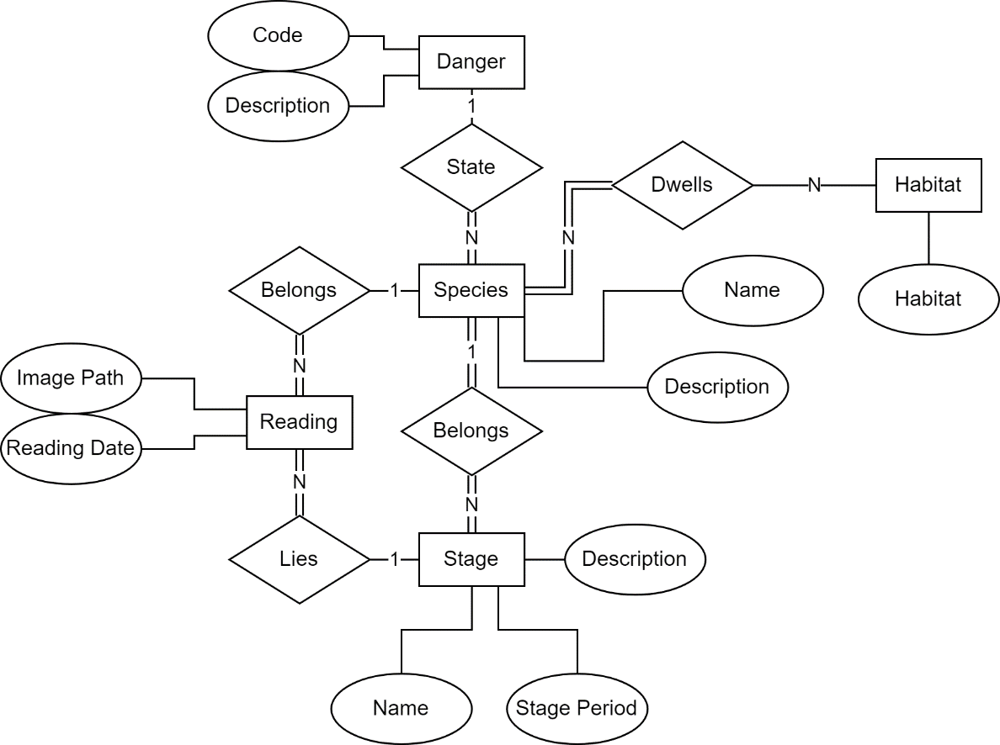 Code
Danger
Description
1
State
Dwells
N
Habitat
N
N
Belongs
1
Species
Name
Habitat
1
N
Image Path
Description
Reading
Belongs
Reading Date
N
N
Lies
1
Stage
Description
Name
Stage Period